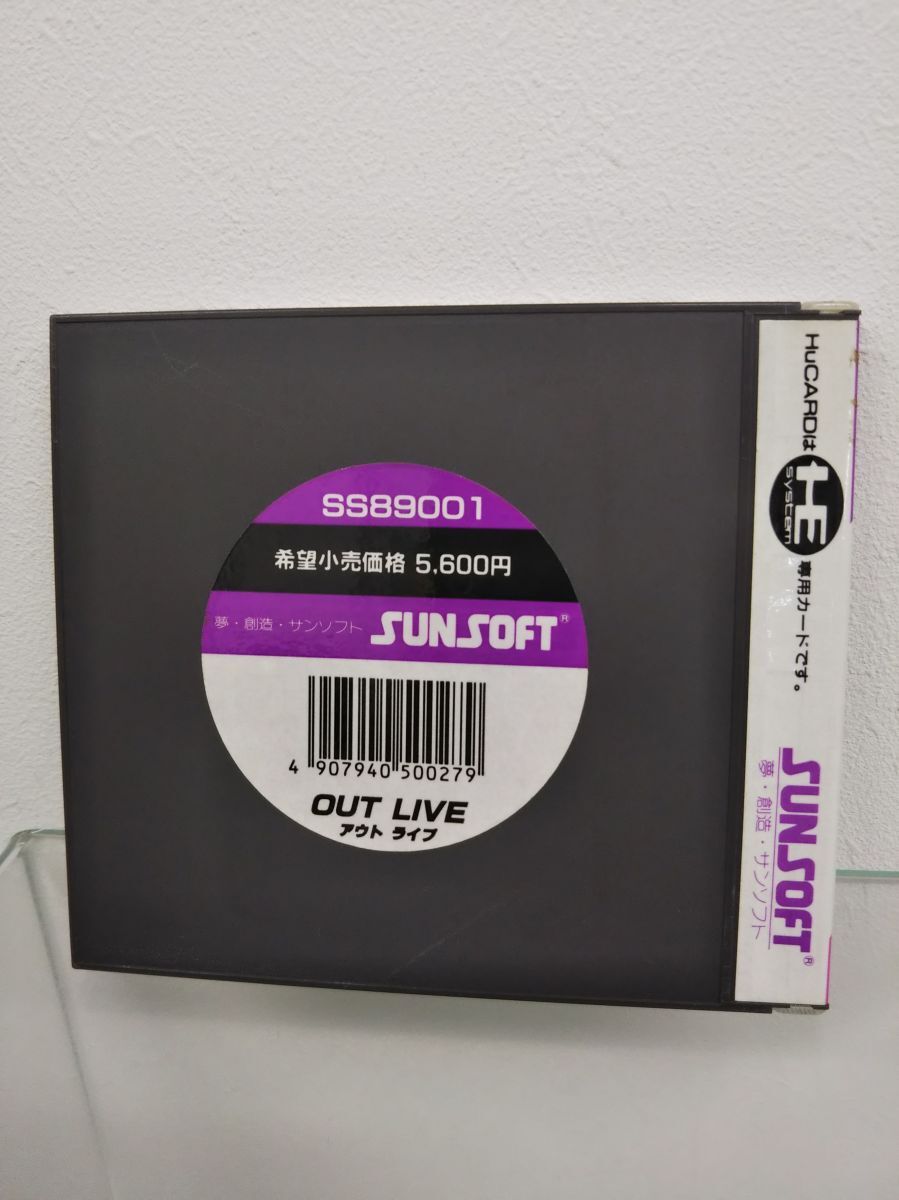 SS89001
希望小売価格 5,600円
夢・創造・サンソフト SUNSOFT®
4 907940 500279
OUT LIVE
アウト ライブ
HuCARDは HE system 専用カードです。
SUNSOFT®
夢・創造・サンソフト